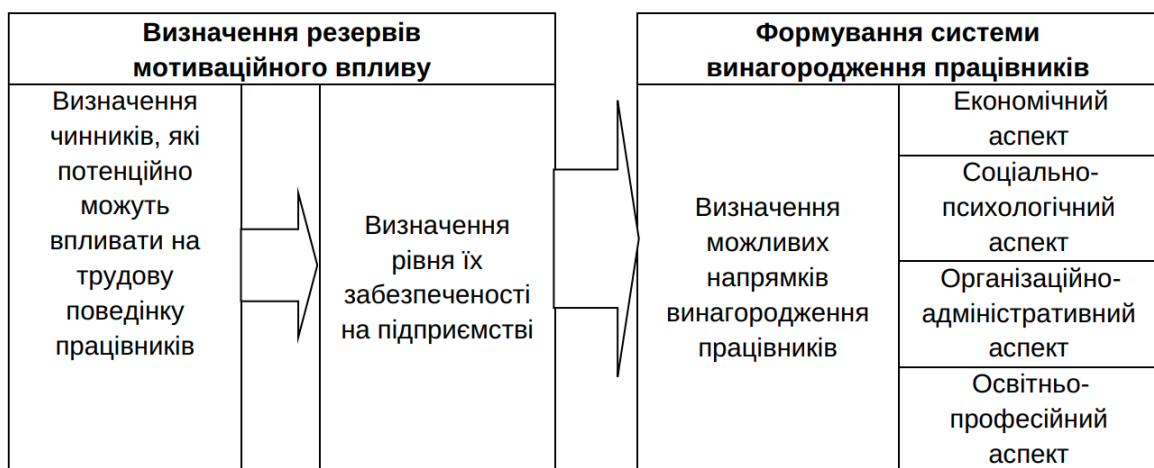 Визначення резервів
мотиваційного впливу
Визначення
чинників, які
потенційно
можуть
впливати на
трудову
поведінку
працівників
Визначення
рівня їх
забезпеченості
на підприємстві
Формування системи
винагородження працівників
Визначення
можливих
напрямків
винагородження
працівників
Економічний
аспект
Соціально-
психологічний
аспект
Організаційно-
адміністративний
аспект
Освітньо-
професійний
аспект